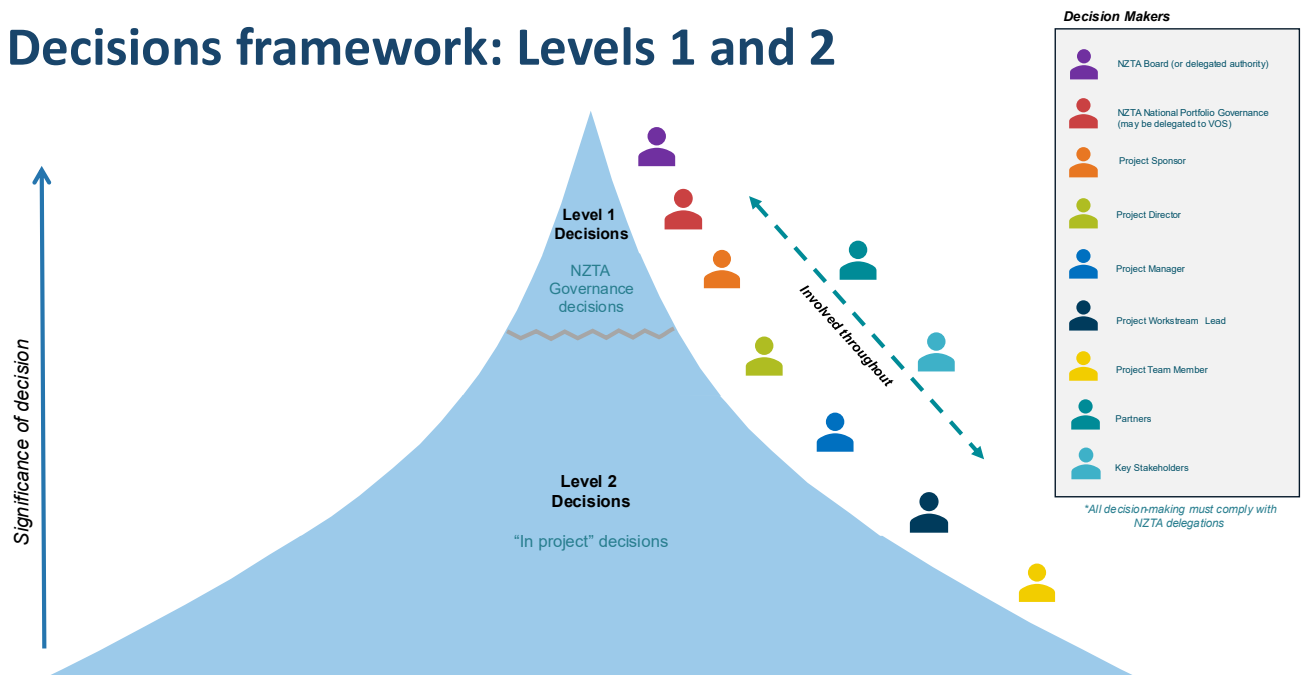 Decisions framework: Levels 1 and 2
Decision Makers
NZTA Board (or delegated authority)
NZTA National Portfolio Governance
(may be delegated to VOS)
Project Sponsor
Project Director
Project Manager
Project Workstream Lead
Project Team Member
Partners
Key Stakeholders
*All decision-making must comply with
NZTA delegations
Significance of decision
Level 1
Decisions
NZTA
Governance
decisions
Involved throughout
Level 2
Decisions
“In project” decisions